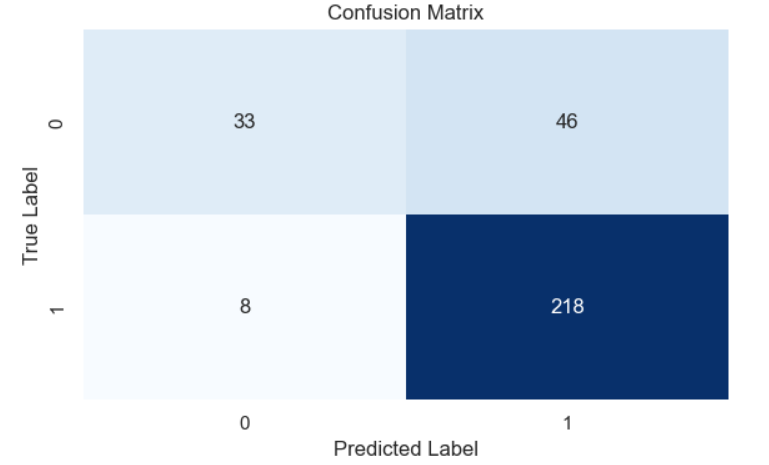 Confusion Matrix
True Label
0
33
46
1
8
218
0
1
Predicted Label